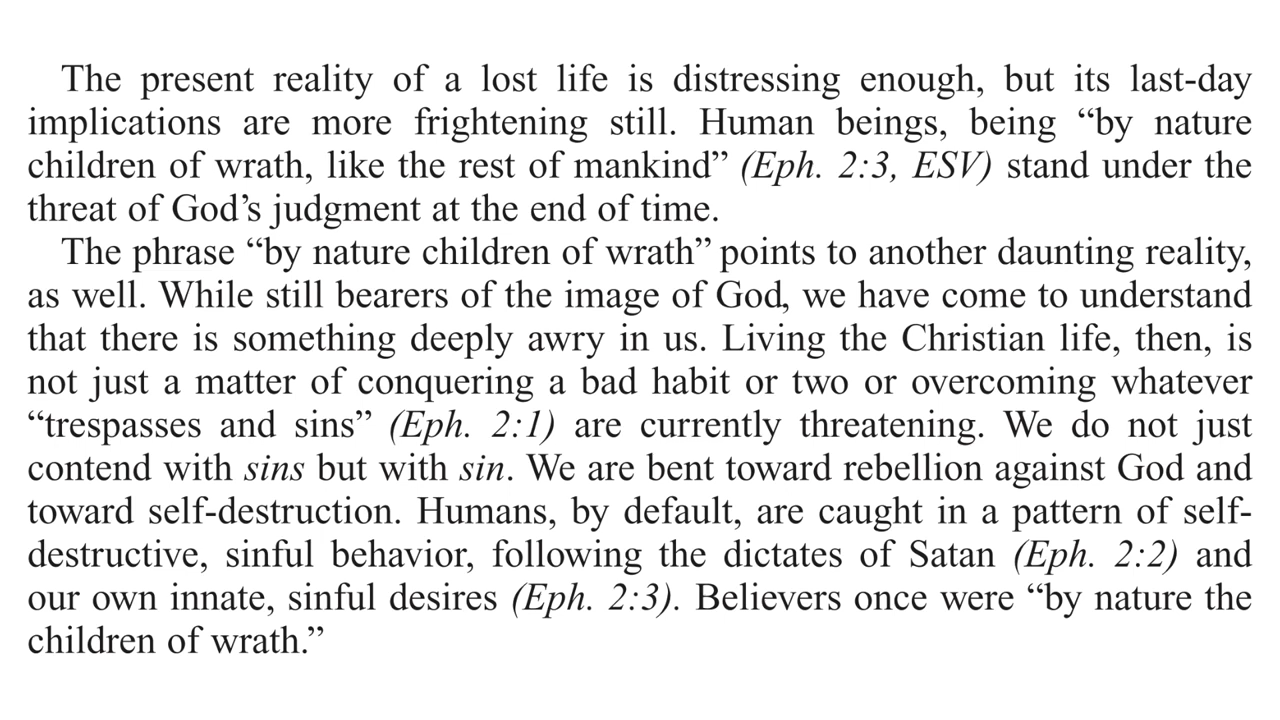 The present reality of a lost life is distressing enough, but its last-day
implications are more frightening still. Human beings, being “by nature
children of wrath, like the rest of mankind” (Eph. 2:3, ESV) stand under the
threat of God’s judgment at the end of time.
The phrase “by nature children of wrath” points to another daunting reality,
as well. While still bearers of the image of God, we have come to understand
that there is something deeply awry in us. Living the Christian life, then, is
not just a matter of conquering a bad habit or two or overcoming whatever
“trespasses and sins” (Eph. 2:1) are currently threatening. We do not just
contend with sins but with sin. We are bent toward rebellion against God and
toward self-destruction. Humans, by default, are caught in a pattern of self-
destructive, sinful behavior, following the dictates of Satan (Eph. 2:2) and
our own innate, sinful desires (Eph. 2:3). Believers once were “by nature the
children of wrath.”